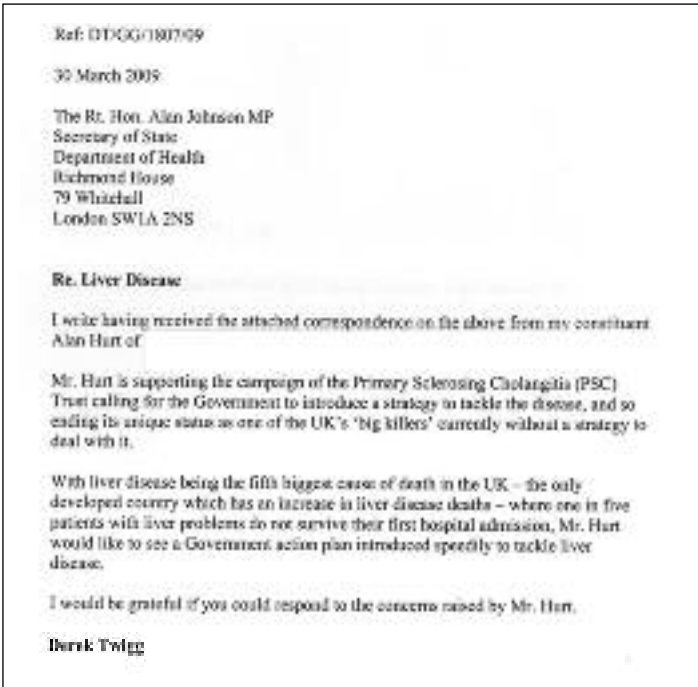 Ref: DT/GG/1807/09
30 March 2009
The Rt. Hon. Alan Johnson MP
Secretary of State
Department of Health
Richmond House
79 Whitehall
London SW1A 2NS
Re. Liver Disease
I write having received the attached correspondence on the above from my constituent
Alan Hurt of
Mr. Hurt is supporting the campaign of the Primary Sclerosing Cholangitis (PSC)
Trust calling for the Government to introduce a strategy to tackle the disease, and so
ending its unique status as one of the UK's 'big killers' currently without a strategy to
deal with it.
With liver disease being the fifth biggest cause of death in the UK – the only
developed country which has an increase in liver disease deaths – where one in five
patients with liver problems do not survive their first hospital admission, Mr. Hurt
would like to see a Government action plan introduced speedily to tackle liver
disease.
I would be grateful if you could respond to the concerns raised by Mr. Hurt.
Derek Twigg